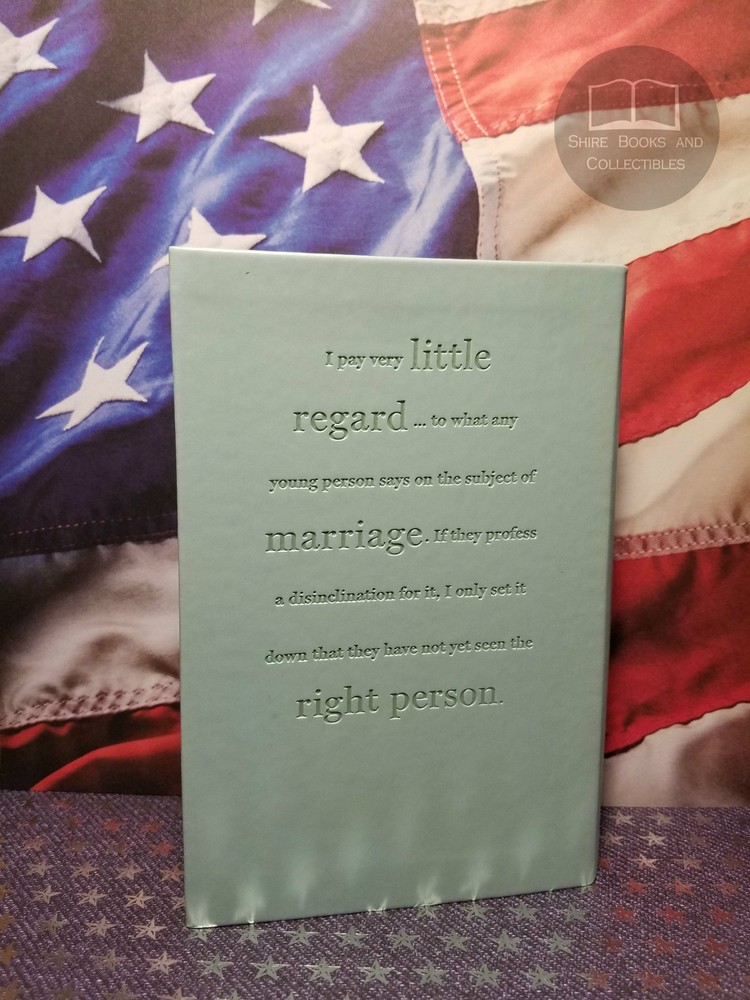 SHIRE BOOKS AND
COLLECTIBLES
I pay very little
regard ... to what any
young person says on the subject of
marriage. If they profess
a disinclination for it, I only set it
down that they have not yet seen the
right person.